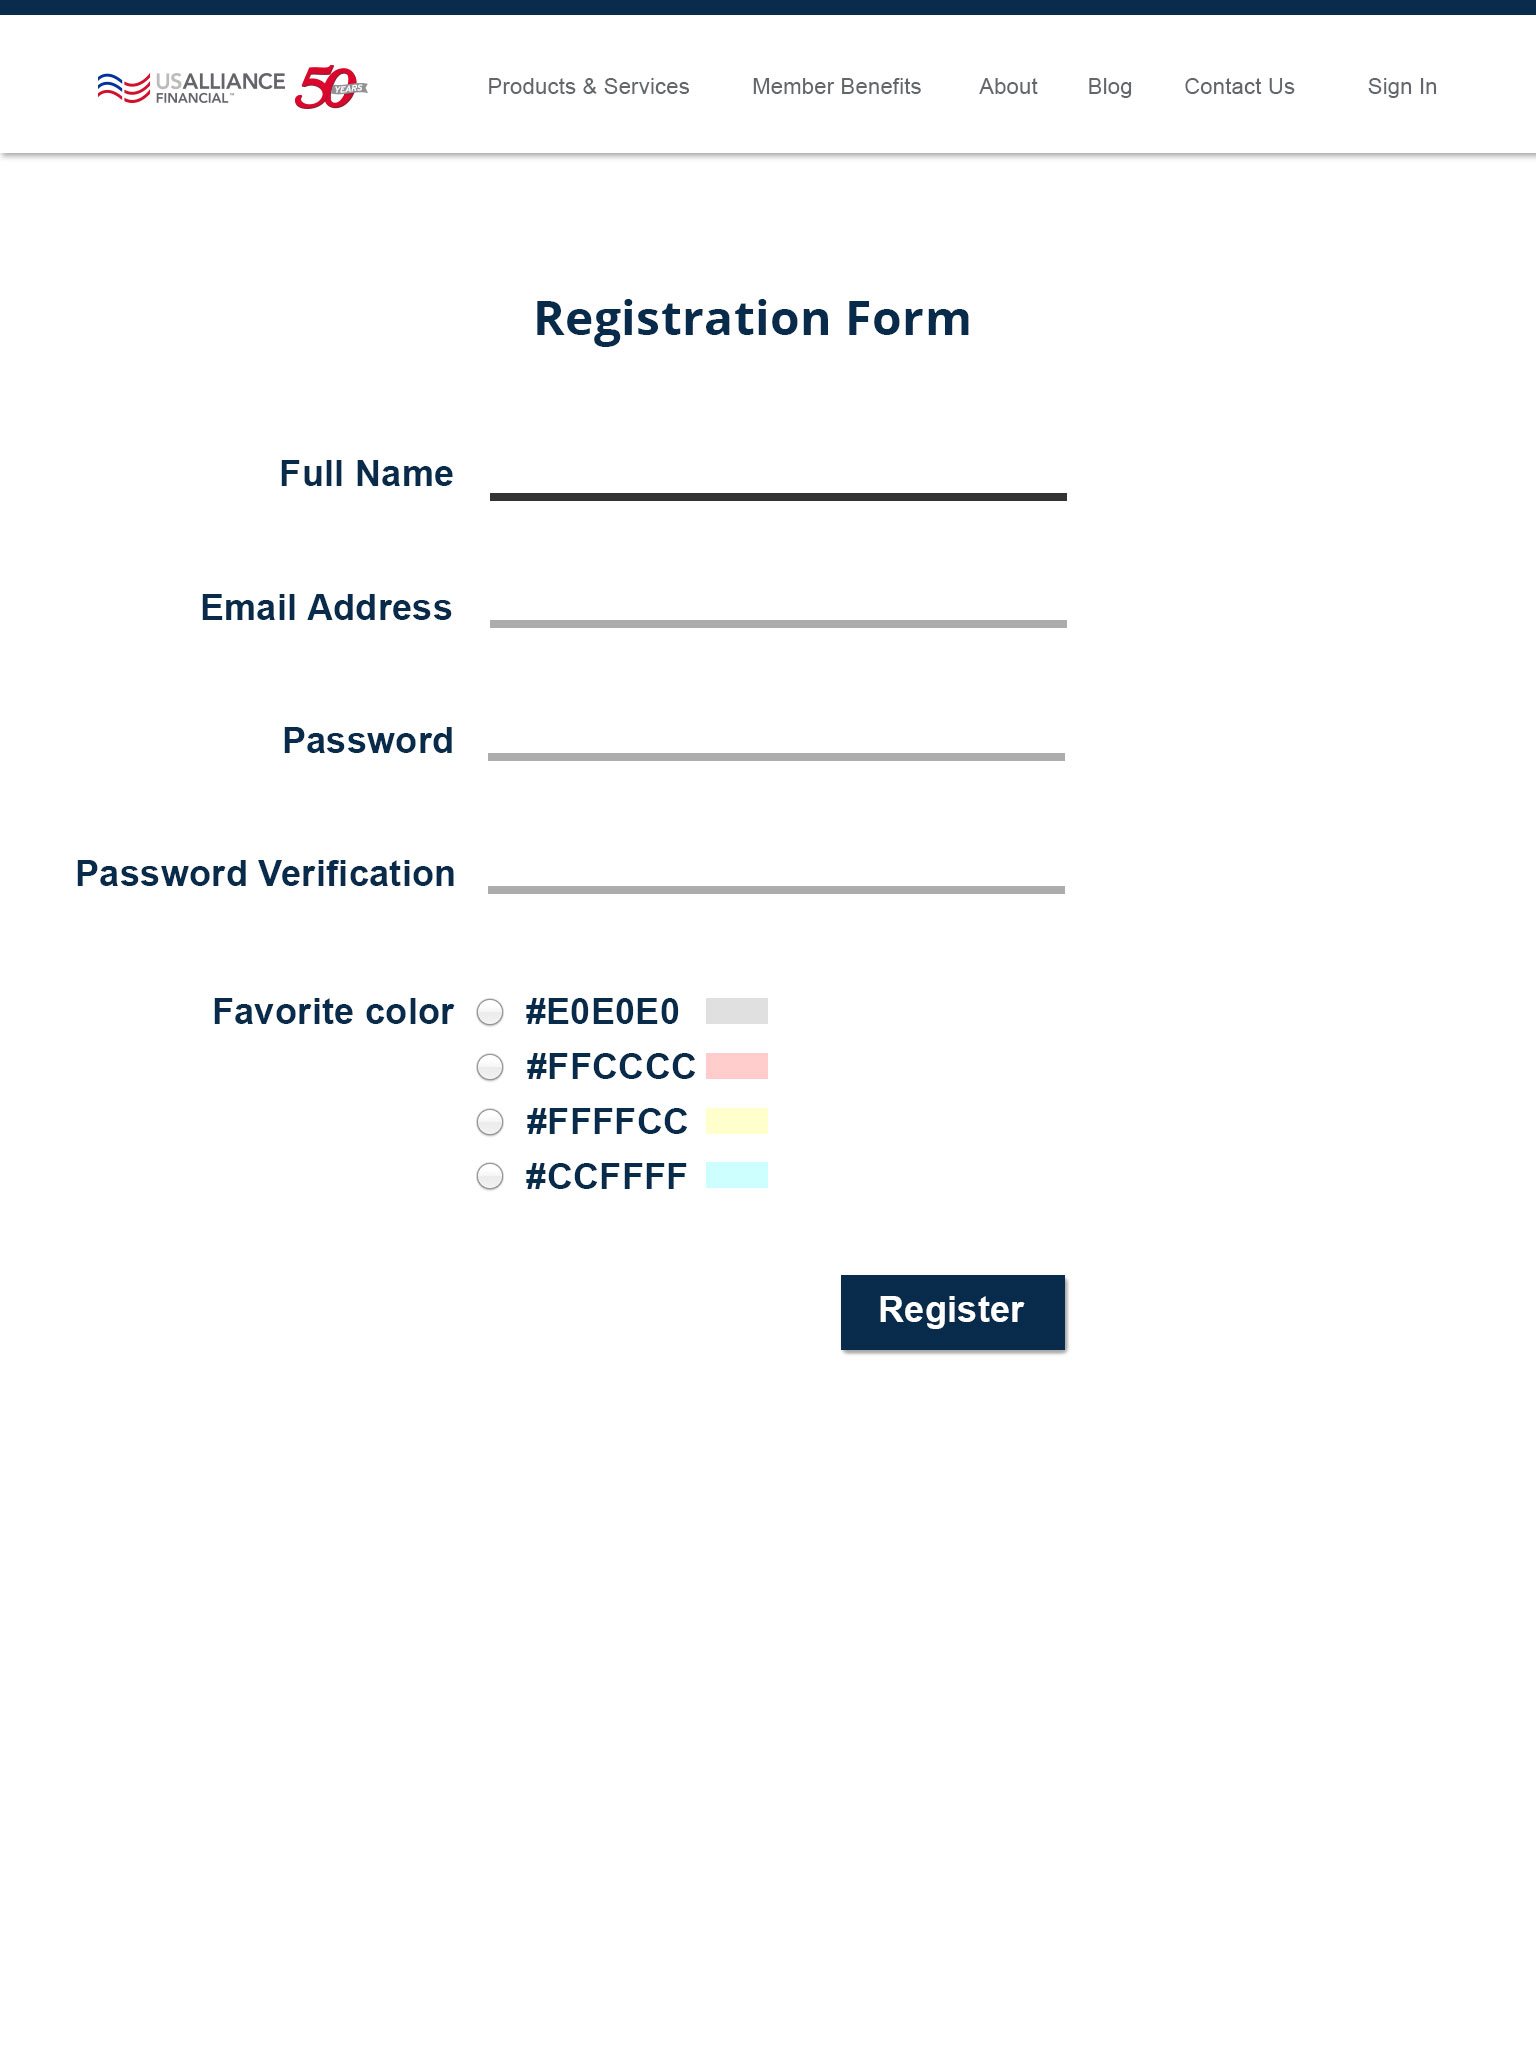 USALLIANCE
FINANCIAL™
50
YEARS
Products & Services Member Benefits About Blog Contact Us Sign In
Registration Form
Full Name
Email Address
Password
Password Verification
Favorite color #E0E0E0
#FFCCCC
#FFFFCC
#CCFFFF
Register